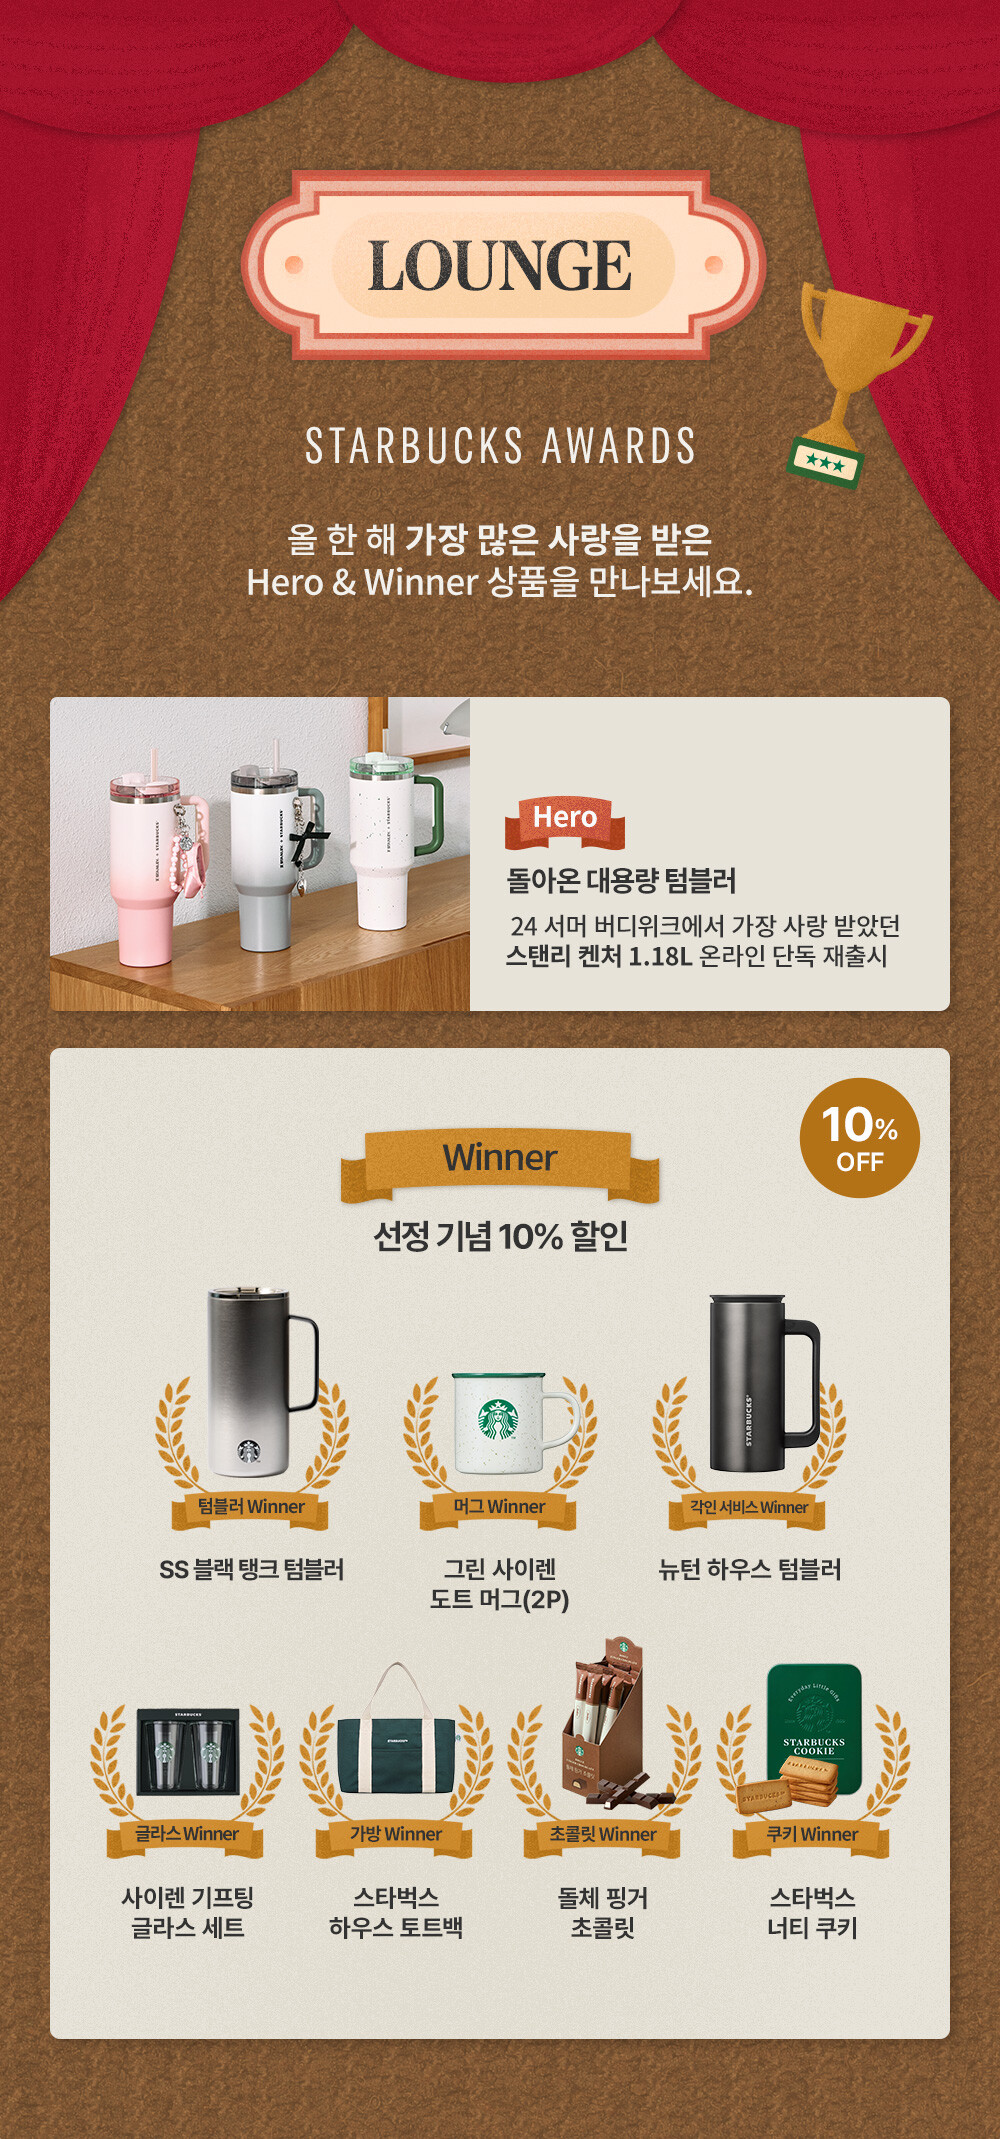 LOUNGE
STARBUCKS AWARDS
올 한 해 가장 많은 사랑을 받은
Hero & Winner 상품을 만나보세요.
Hero
돌아온 대용량 텀블러
24 서머 버디위크에서 가장 사랑 받았던
스탠리 켄처 1.18L 온라인 단독 재출시
10%
OFF
Winner
선정 기념 10% 할인
STARBUCKS
텀블러 Winner
머그 Winner
각인 서비스 Winner
SS 블랙 탱크 텀블러
그린 사이렌
도트 머그(2P)
뉴턴 하우스 텀블러
STARBUCKS
Everyday Little Gifts
STARBUCKS
COOKIE
글라스 Winner
가방 Winner
초콜릿 Winner
쿠키 Winner
사이렌 기프팅
글라스 세트
스타벅스
하우스 토트백
돌체 핑거
초콜릿
스타벅스
너티 쿠키